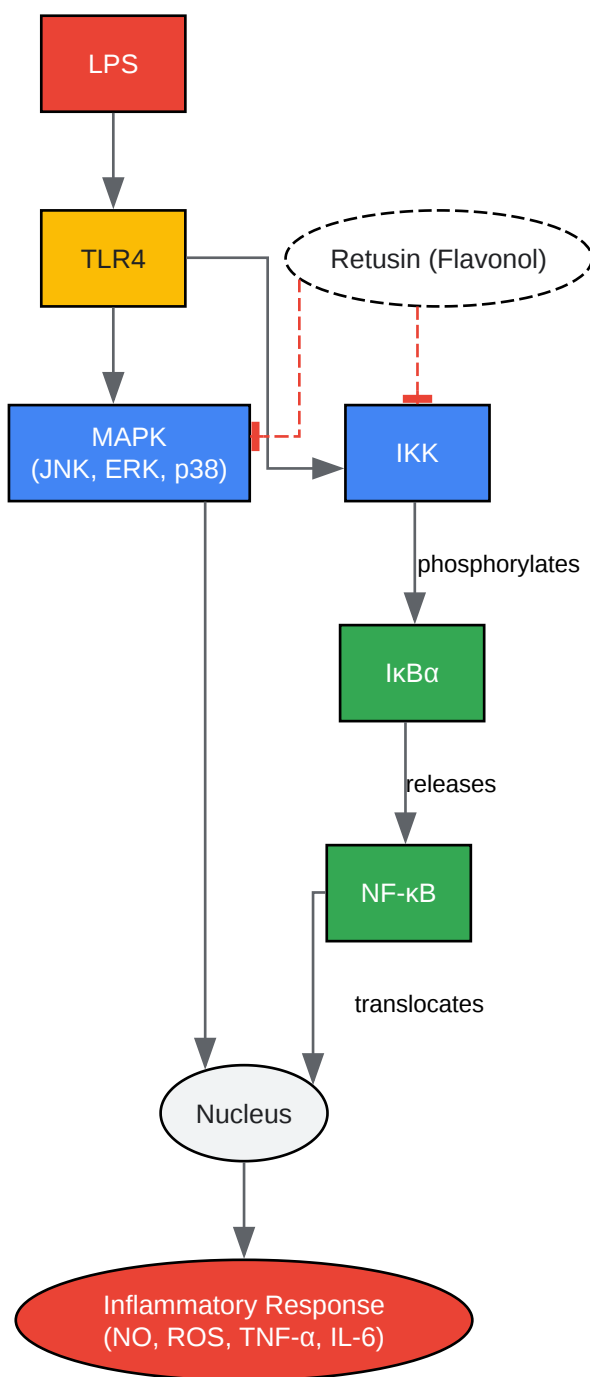 LPS
TLR4
Retusin (Flavonol)
MAPK
(JNK, ERK, p38)
IKK
phosphorylates
IκBα
releases
NF-κB
translocates
Nucleus
Inflammatory Response
(NO, ROS, TNF-α, IL-6)